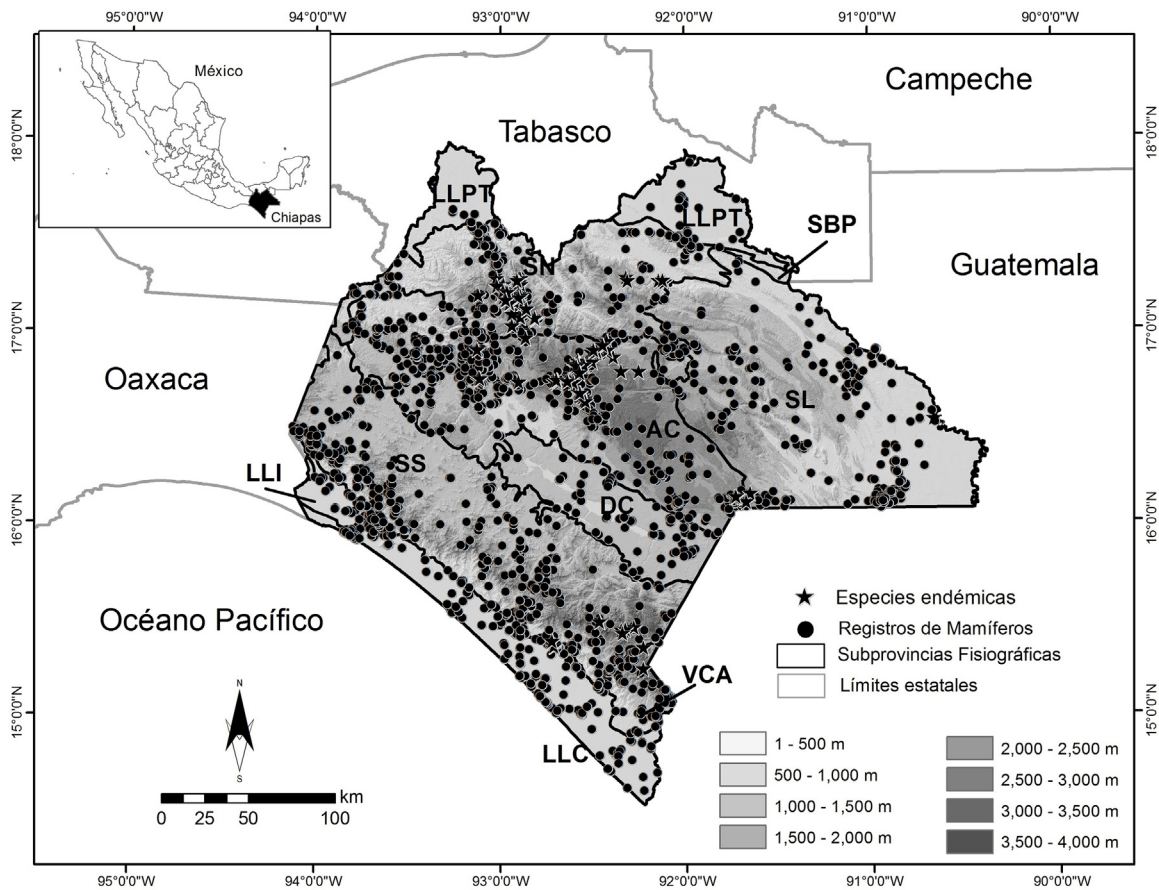 95°0'0"W 94°0'0"W 93°0'0"W 92°0'0"W 91°0'0"W 90°0'0"W
México
Chiapas
Campeche
Tabasco
18°0'0"N
18°0'0"N
LLPT
LLPT
SBP
SN
Guatemala
17°0'0"N
17°0'0"N
Oaxaca
SL
AC
SS
LLI
DC
16°0'0"N
16°0'0"N
Océano Pacífico
Especies endémicas
Registros de Mamíferos
Subprovincias Fisiográficas
Límites estatales
VCA
15°0'0"N
15°0'0"N
LLC
N
S
km
0 25 50 100
1 - 500 m
500 - 1,000 m
1,000 - 1,500 m
1,500 - 2,000 m
2,000 - 2,500 m
2,500 - 3,000 m
3,000 - 3,500 m
3,500 - 4,000 m
95°0'0"W 94°0'0"W 93°0'0"W 92°0'0"W 91°0'0"W 90°0'0"W